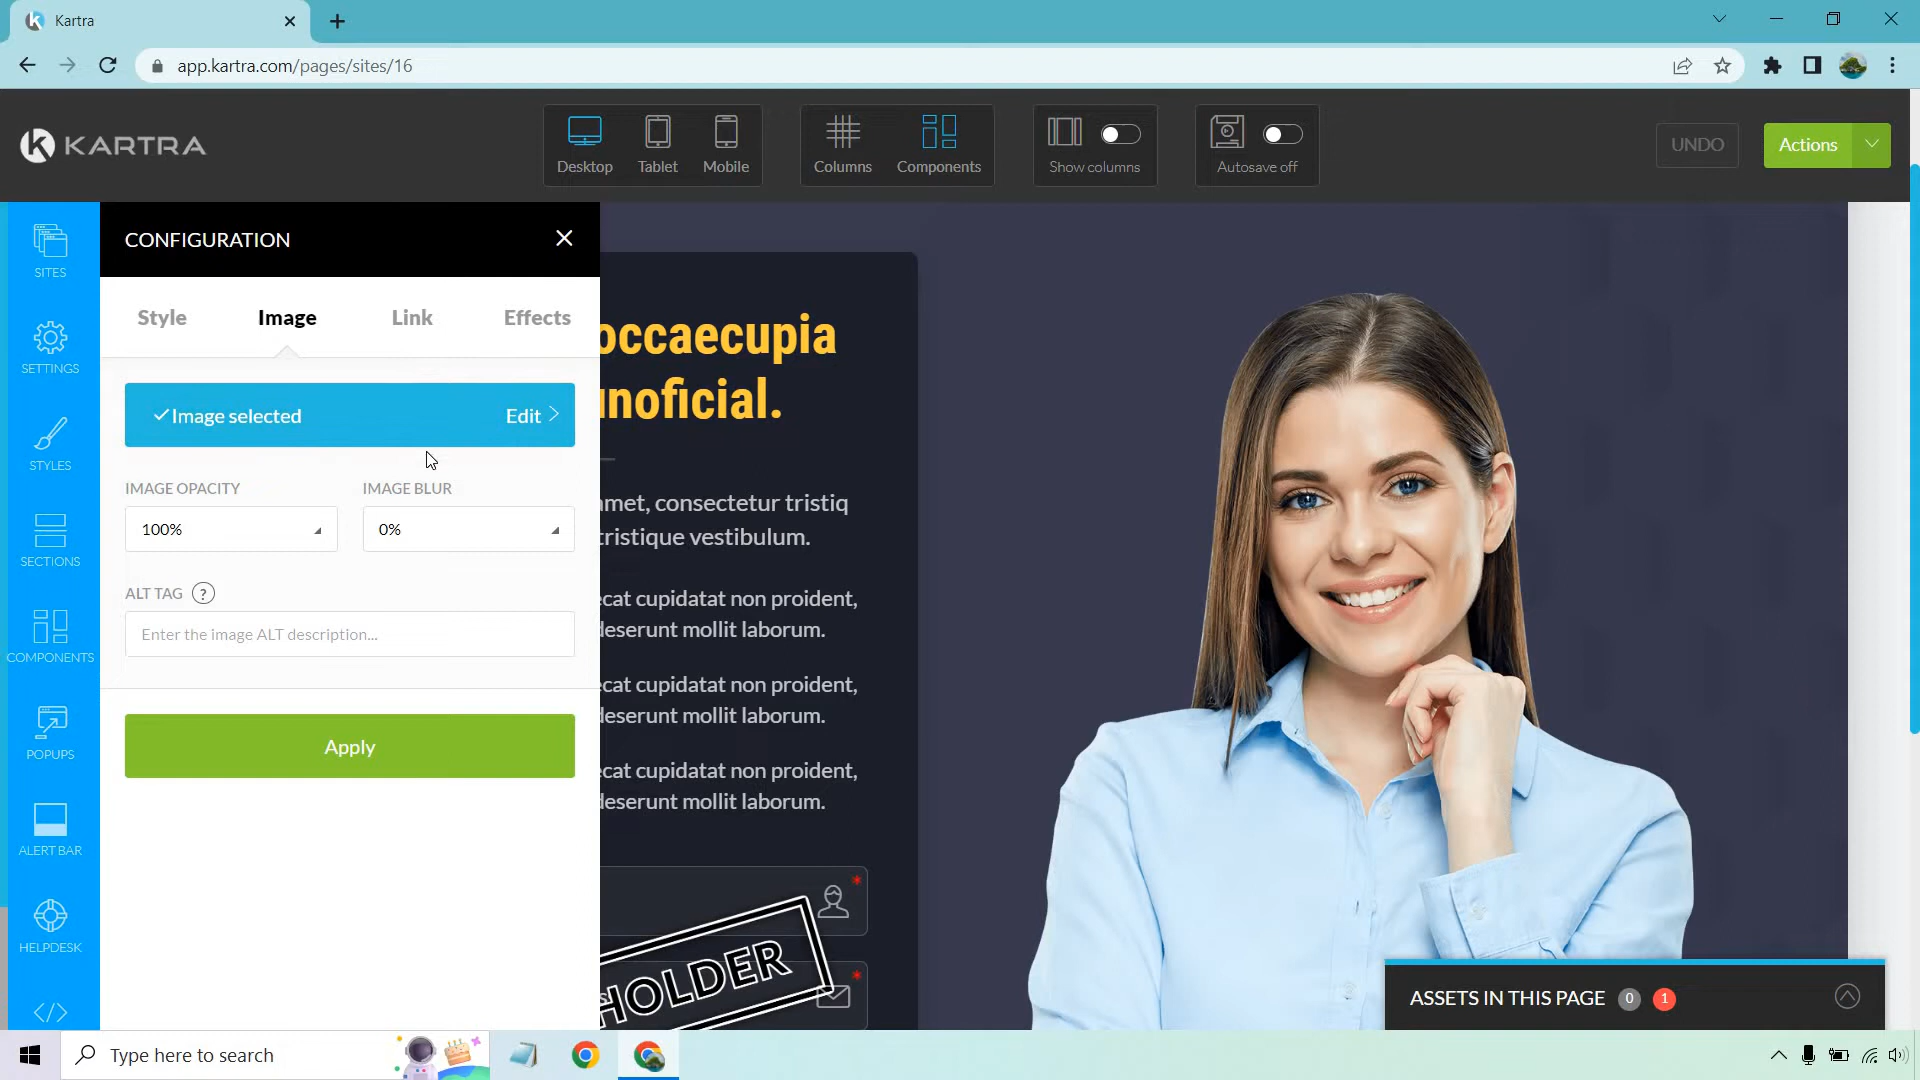 Kartra
app.kartra.com/pages/sites/16
KARTRA
Desktop
Tablet
Mobile
Columns
Components
Show columns
Autosave off
UNDO
Actions
SITES
SETTINGS
STYLES
SECTIONS
COMPONENTS
POPUPS
ALERT BAR
HELPDESK
CONFIGURATION
Style
Image
Link
Effects
Image selected
Edit
IMAGE OPACITY
IMAGE BLUR
100%
0%
ALT TAG ?
Enter the image ALT description...
Apply
occaecupia
unoficial.
amet, consectetur tristiq
tristique vestibulum.
ecat cupidatat non proident,
deserunt mollit laborum.
ecat cupidatat non proident,
deserunt mollit laborum.
ecat cupidatat non proident,
deserunt mollit laborum.
HOLDER
ASSETS IN THIS PAGE 0 1
Type here to search